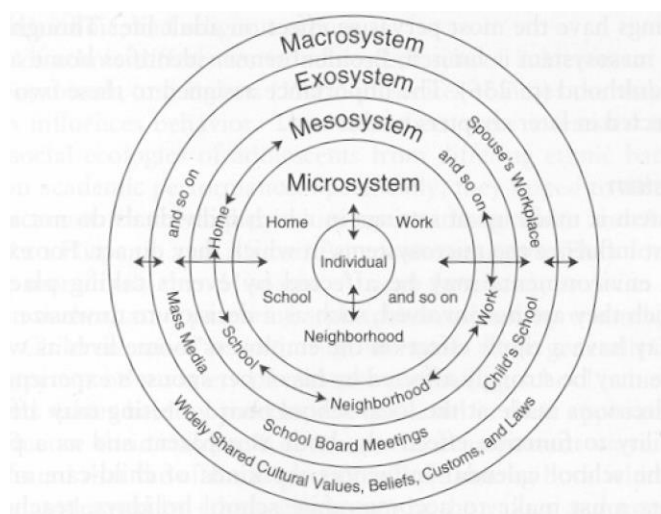 Macrosystem
Exosystem
Mesosystem
Microsystem
Home
Work
Individual
School
and so on
Neighborhood
Home
and so on
Work
Neighborhood
School
and so on
Spouse's Workplace
Child's School
School Board Meetings
Mass Media
Widely Shared Cultural Values, Beliefs, Customs, and Laws